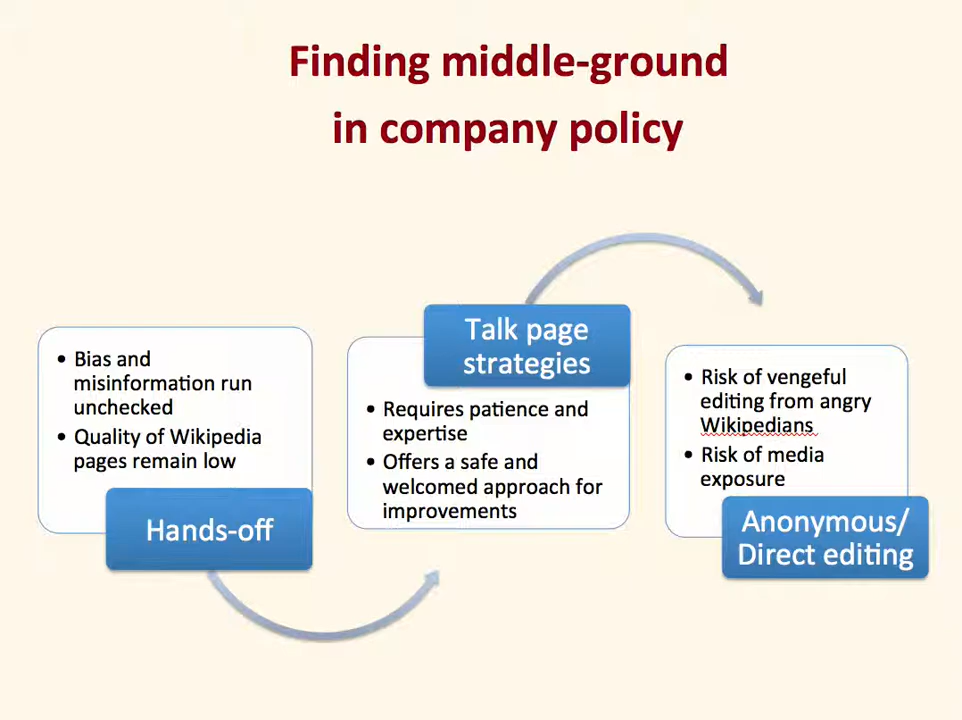 Finding middle-ground
in company policy
• Bias and
misinformation run
unchecked
• Quality of Wikipedia
pages remain low
Hands-off
Talk page
strategies
• Requires patience and
expertise
• Offers a safe and
welcomed approach for
improvements
• Risk of vengeful
editing from angry
Wikipedians
• Risk of media
exposure
Anonymous/
Direct editing